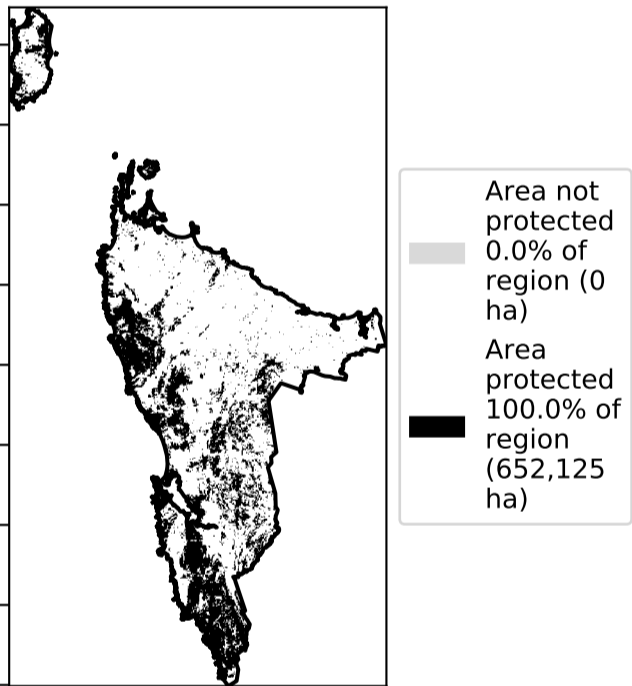 Area not
protected
0.0% of
region (0
ha)
Area
protected
100.0% of
region
(652,125
ha)